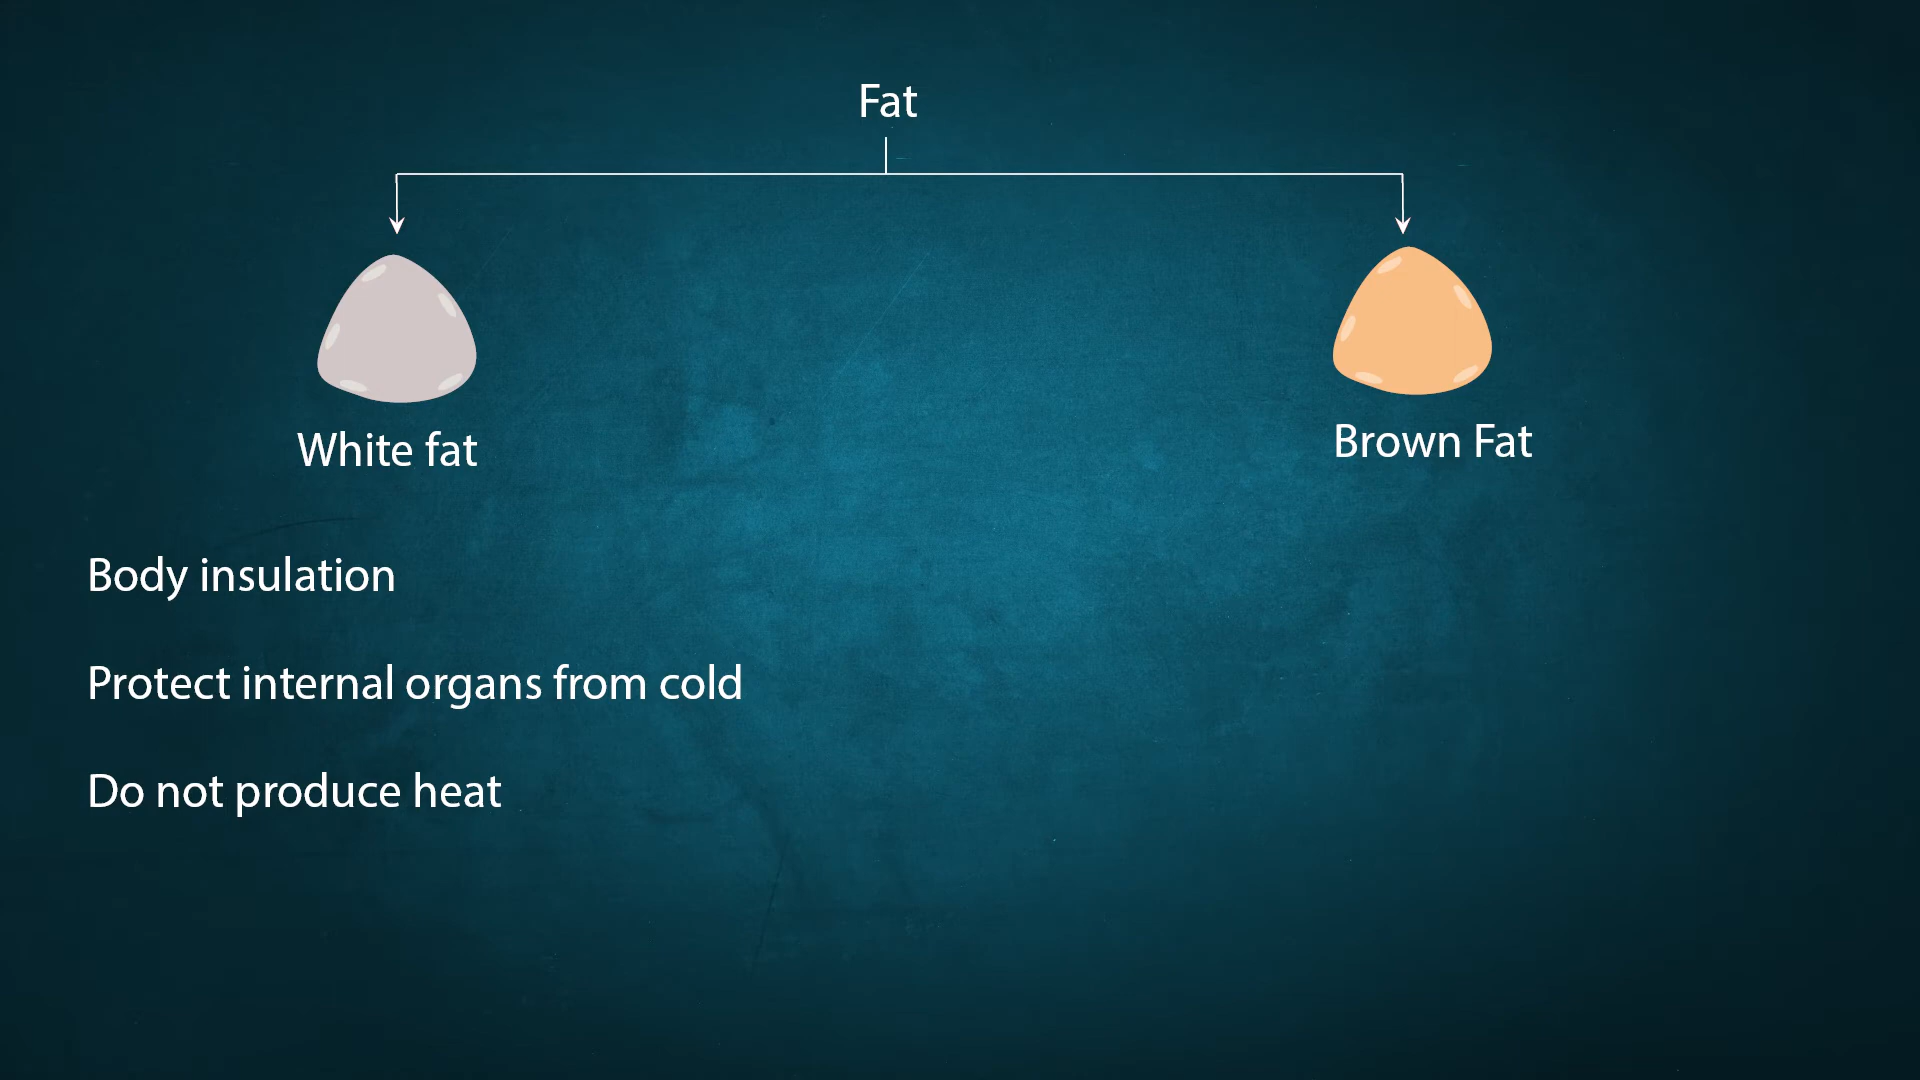 Fat
White fat
Brown Fat
Body insulation
Protect internal organs from cold
Do not produce heat